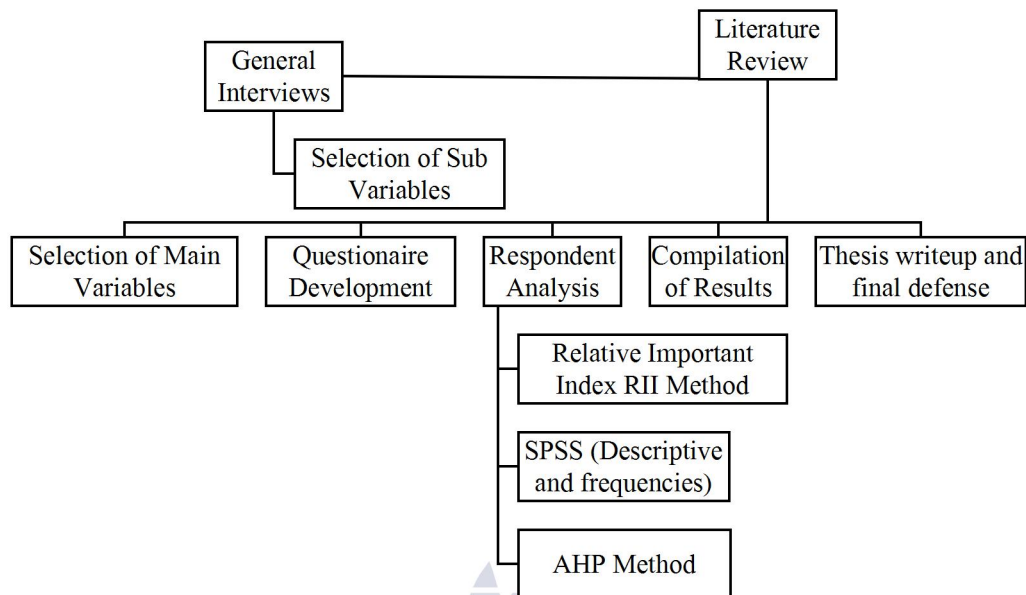 Literature
Review
General
Interviews
Selection of Sub
Variables
Selection of Main
Variables
Questionaire
Development
Respondent
Analysis
Compilation
of Results
Thesis writeup and
final defense
Relative Important
Index RII Method
SPSS (Descriptive
and frequencies)
AHP Method